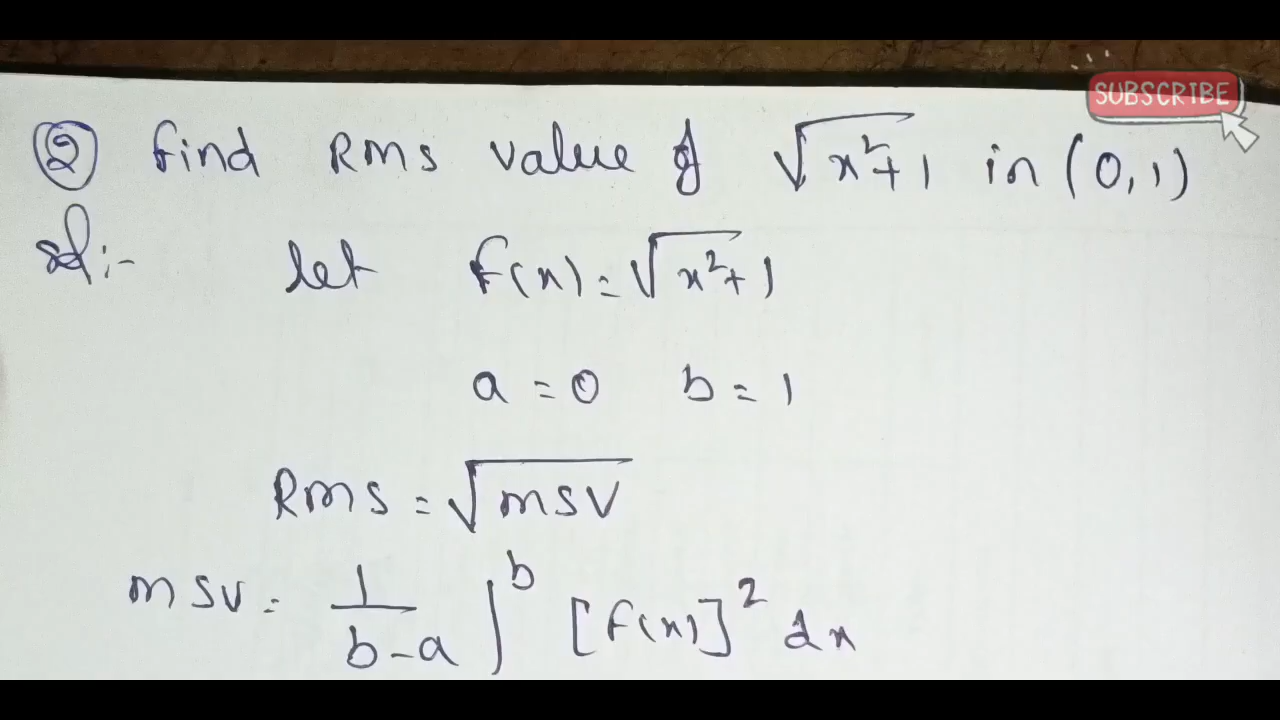 SUBSCRIBE
② find RMS value of √x²+1 in (0,1)
sol:- let f(x) = √x²+1
a = 0 b = 1
RMS = √MSV
MSV = 1/(b-a) ∫^b [f(x)]² dx